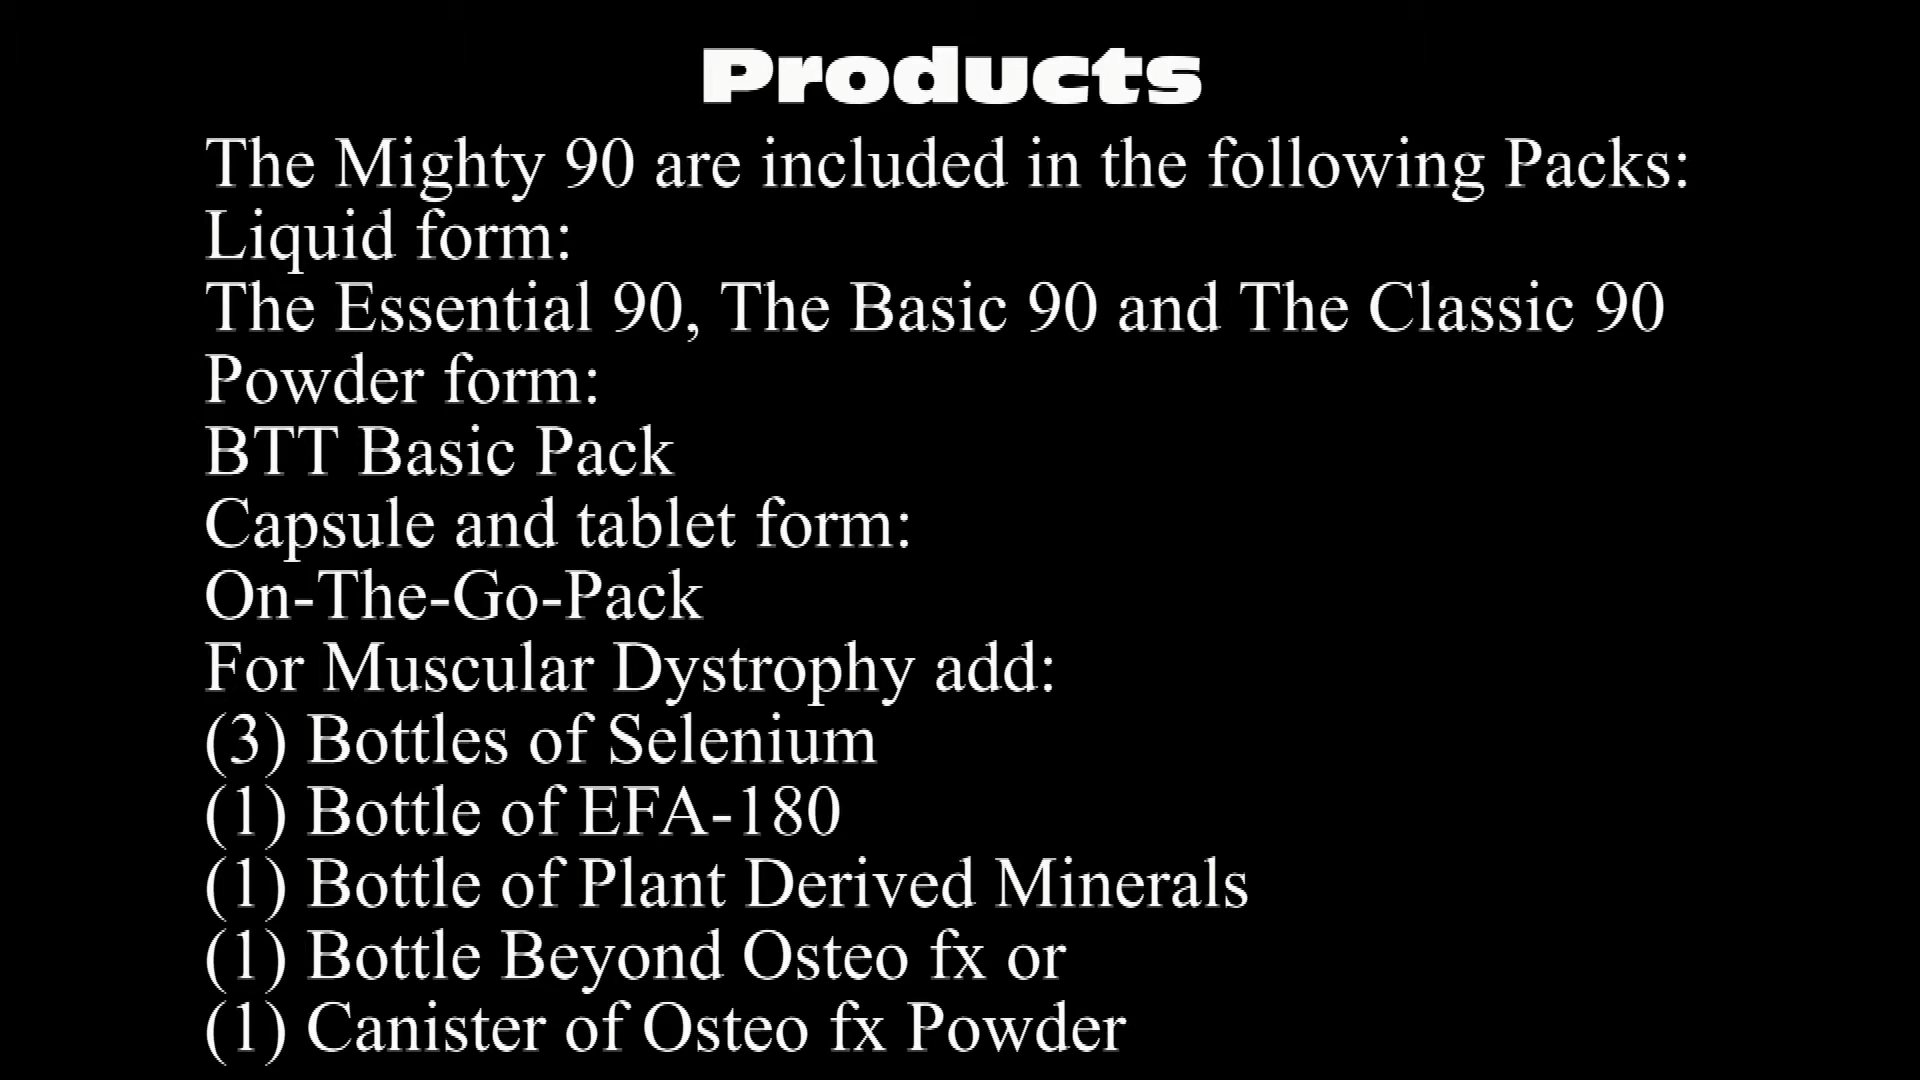 Products
The Mighty 90 are included in the following Packs:
Liquid form:
The Essential 90, The Basic 90 and The Classic 90
Powder form:
BTT Basic Pack
Capsule and tablet form:
On-The-Go-Pack
For Muscular Dystrophy add:
(3) Bottles of Selenium
(1) Bottle of EFA-180
(1) Bottle of Plant Derived Minerals
(1) Bottle Beyond Osteo fx or
(1) Canister of Osteo fx Powder